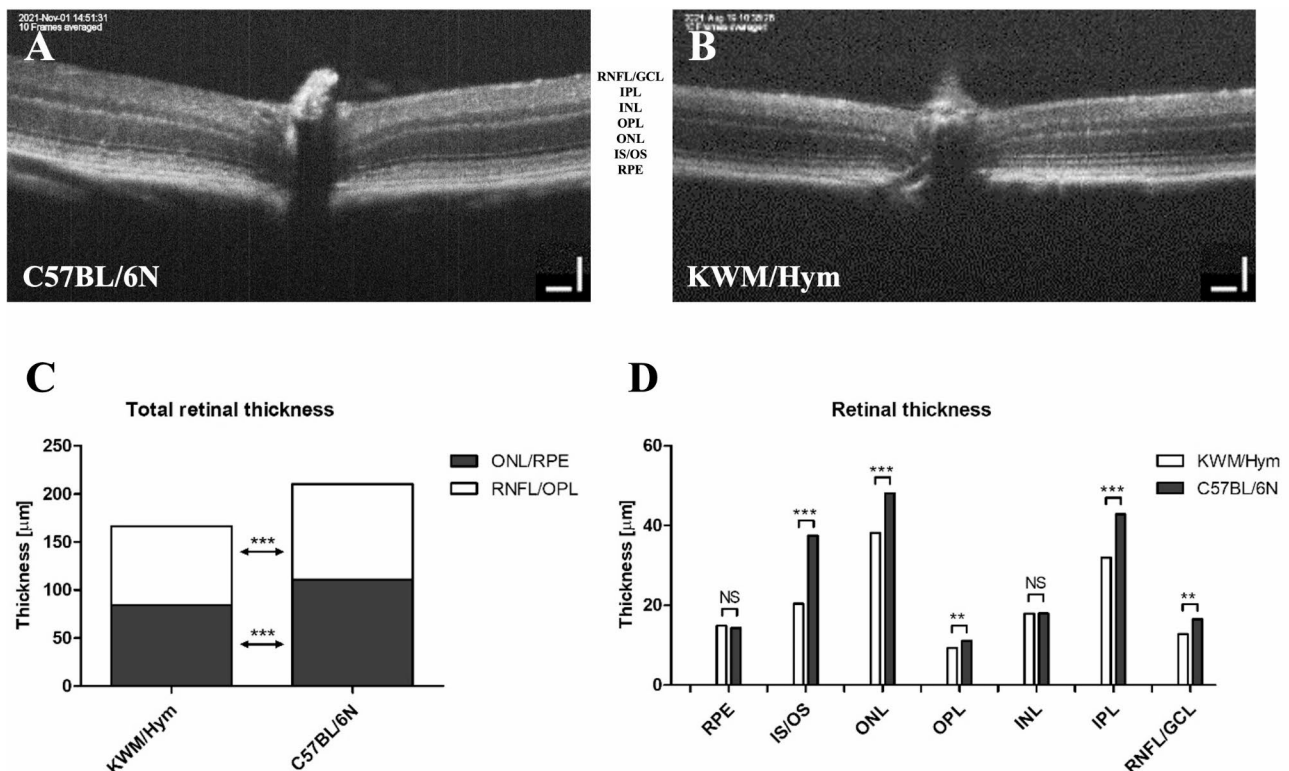 2021-Nov-01 14:51:31
10 Frames averaged
A
C57BL/6N
RNFL/GCL
IPL
INL
OPL
ONL
IS/OS
RPE
10 Frames averaged
B
KWM/Hym
C
Total retinal thickness
Thickness [µm]
250
200
150
100
50
0
***
***
KWM/Hym
C57BL/6N
ONL/RPE
RNFL/OPL
D
Retinal thickness
Thickness [µm]
60
40
20
0
NS
***
***
**
NS
***
**
RPE
IS/OS
ONL
OPL
INL
IPL
RNFL/GCL
KWM/Hym
C57BL/6N